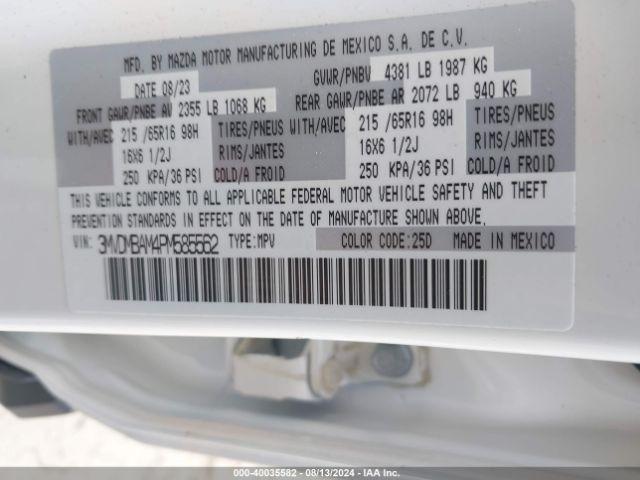 MFD. BY MAZDA MOTOR MANUFACTURING DE MEXICO S.A. DE C.V.
DATE 08/23 GVWR/PNBV 4381 LB 1987 KG
FRONT GAWR/PNBE AV 2355 LB 1068 KG REAR GAWR/PNBE AR 2072 LB 940 KG
WITH/AVEC 215 /65R16 98H TIRES/PNEUS WITH/AVEC 215 /65R16 98H TIRES/PNEUS
16X6 1/2J RIMS/JANTES 16X6 1/2J RIMS/JANTES
250 KPA/36 PSI COLD/A FROID 250 KPA/36 PSI COLD/A FROID
THIS VEHICLE CONFORMS TO ALL APPLICABLE FEDERAL MOTOR VEHICLE SAFETY AND THEFT
PREVENTION STANDARDS IN EFFECT ON THE DATE OF MANUFACTURE SHOWN ABOVE.
VIN: 3MVDMBAM4PM585562 TYPE:MPV COLOR CODE:25D MADE IN MEXICO
000-40035582 - 08/13/2024 - IAAI.COM